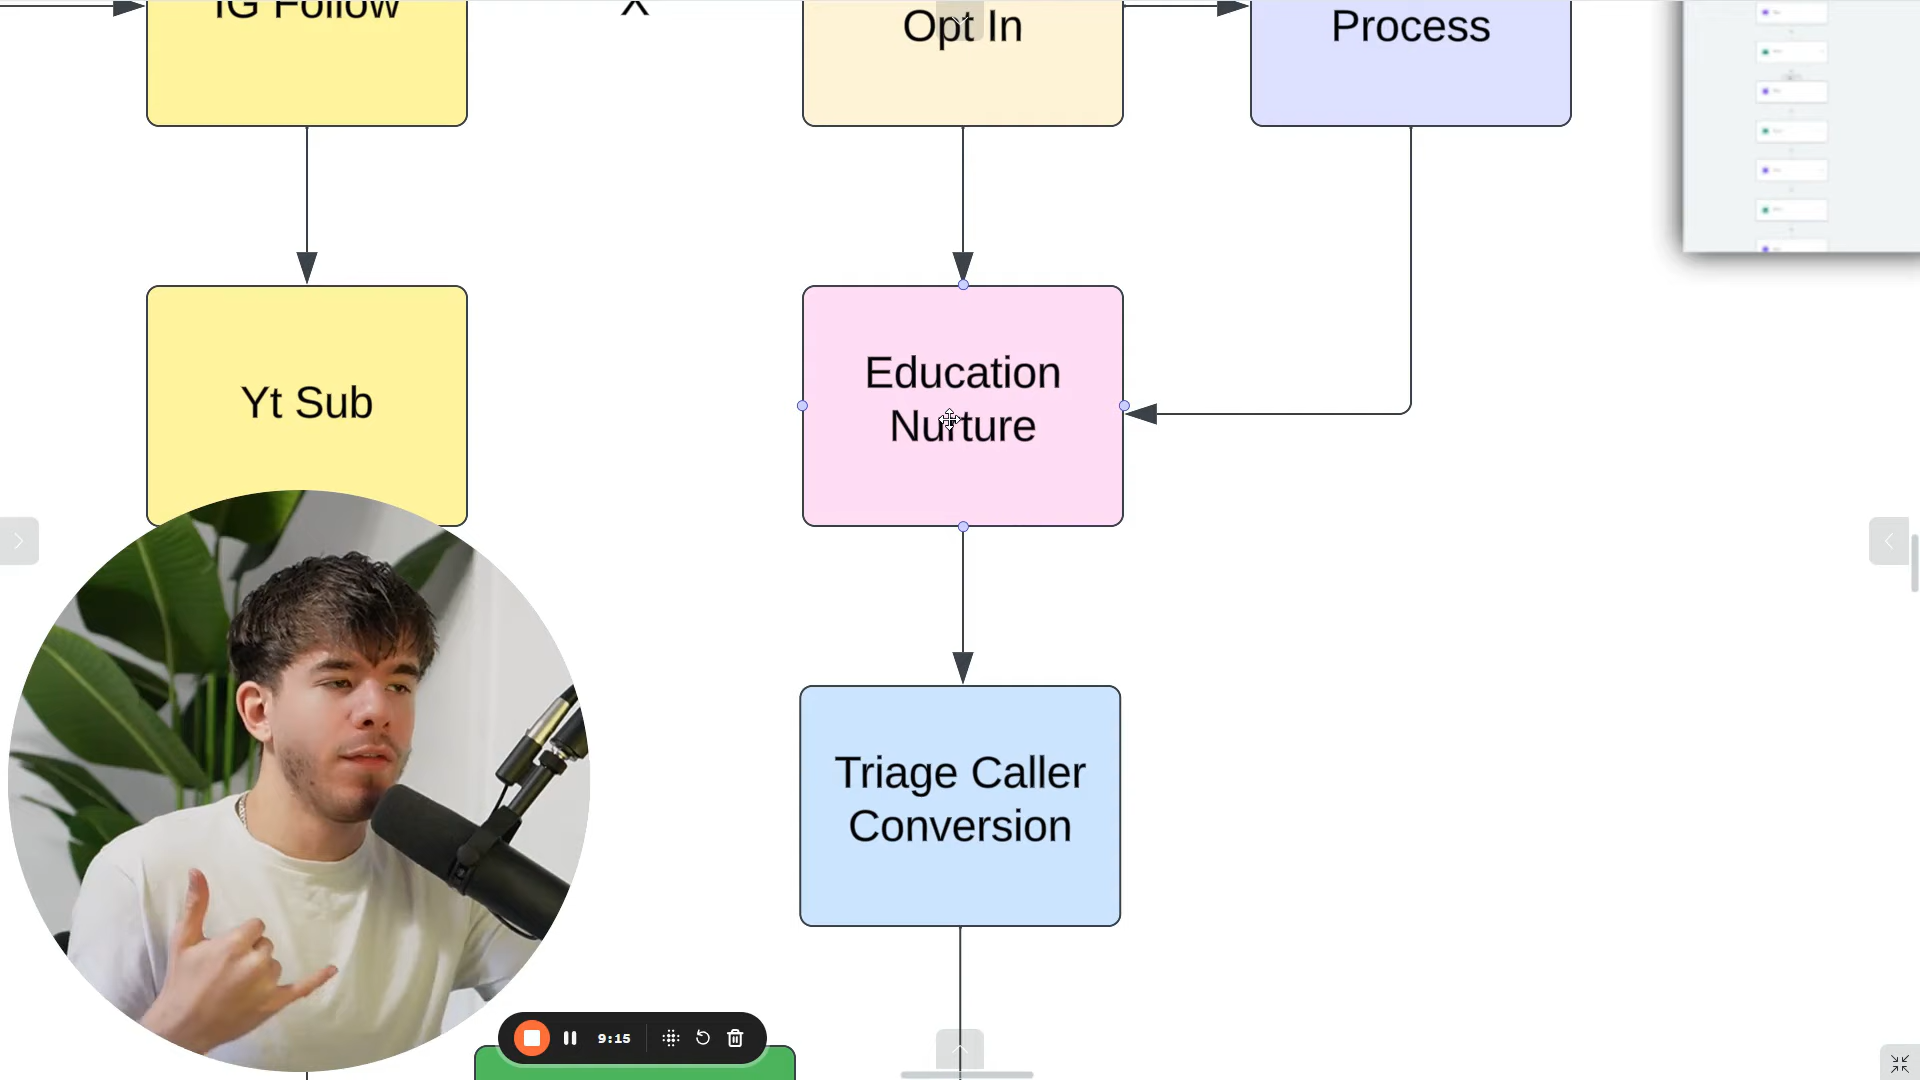 IG Follow
X
Opt In
Process
Yt Sub
Education
Nurture
Triage Caller
Conversion
9:15